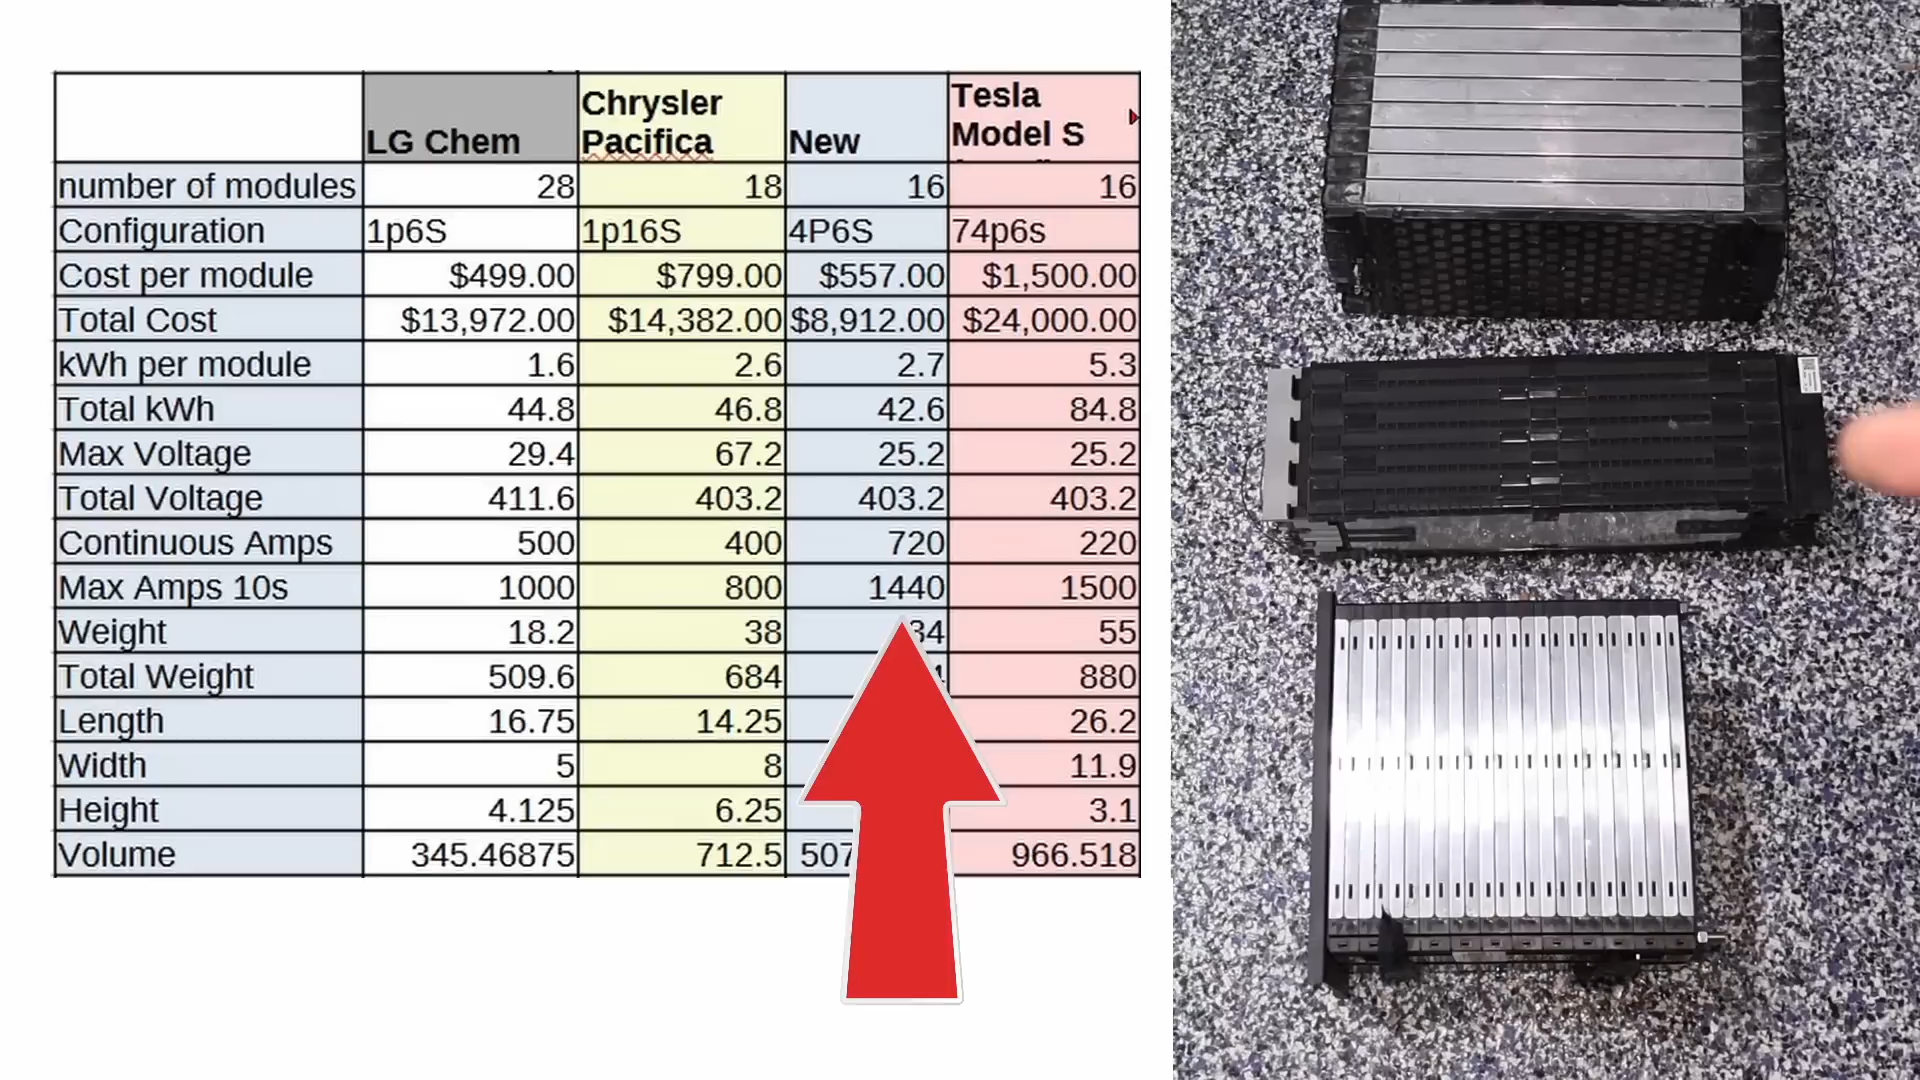 LG Chem Chrysler Pacifica New Tesla Model S
number of modules 28 18 16 16
Configuration 1p6S 1p16S 4P6S 74p6s
Cost per module $499.00 $799.00 $557.00 $1,500.00
Total Cost $13,972.00 $14,382.00 $8,912.00 $24,000.00
kWh per module 1.6 2.6 2.7 5.3
Total kWh 44.8 46.8 42.6 84.8
Max Voltage 29.4 67.2 25.2 25.2
Total Voltage 411.6 403.2 403.2 403.2
Continuous Amps 500 400 720 220
Max Amps 10s 1000 800 1440 1500
Weight 18.2 38 34 55
Total Weight 509.6 684 880
Length 16.75 14.25 26.2
Width 5 8 11.9
Height 4.125 6.25 3.1
Volume 345.46875 712.5 507 966.518